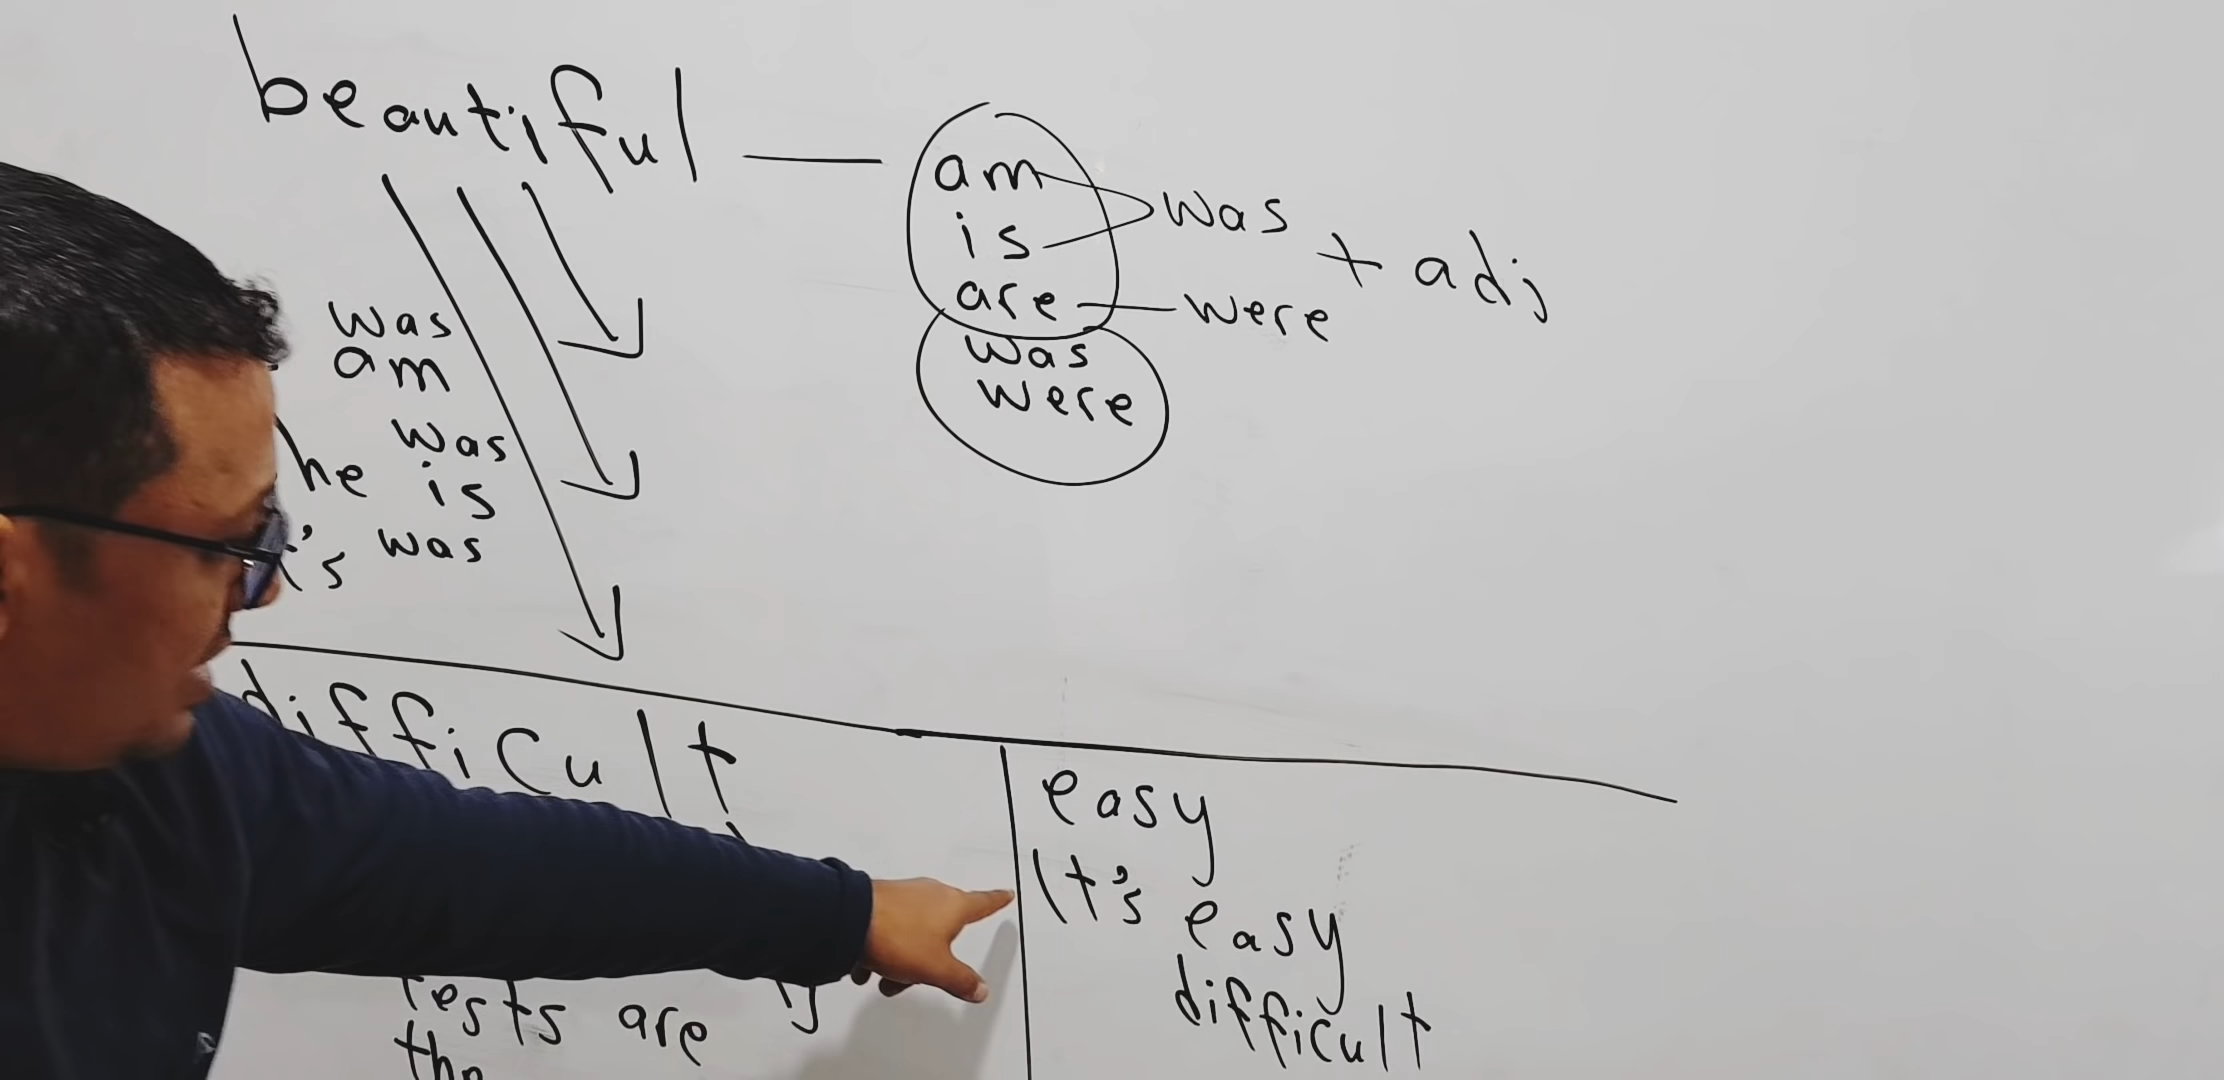 beautiful — am
is
are
was
were
was
were
+ adj
was
am
was
he is
't's was
difficult
Tests are
the
easy
It's easy
difficult